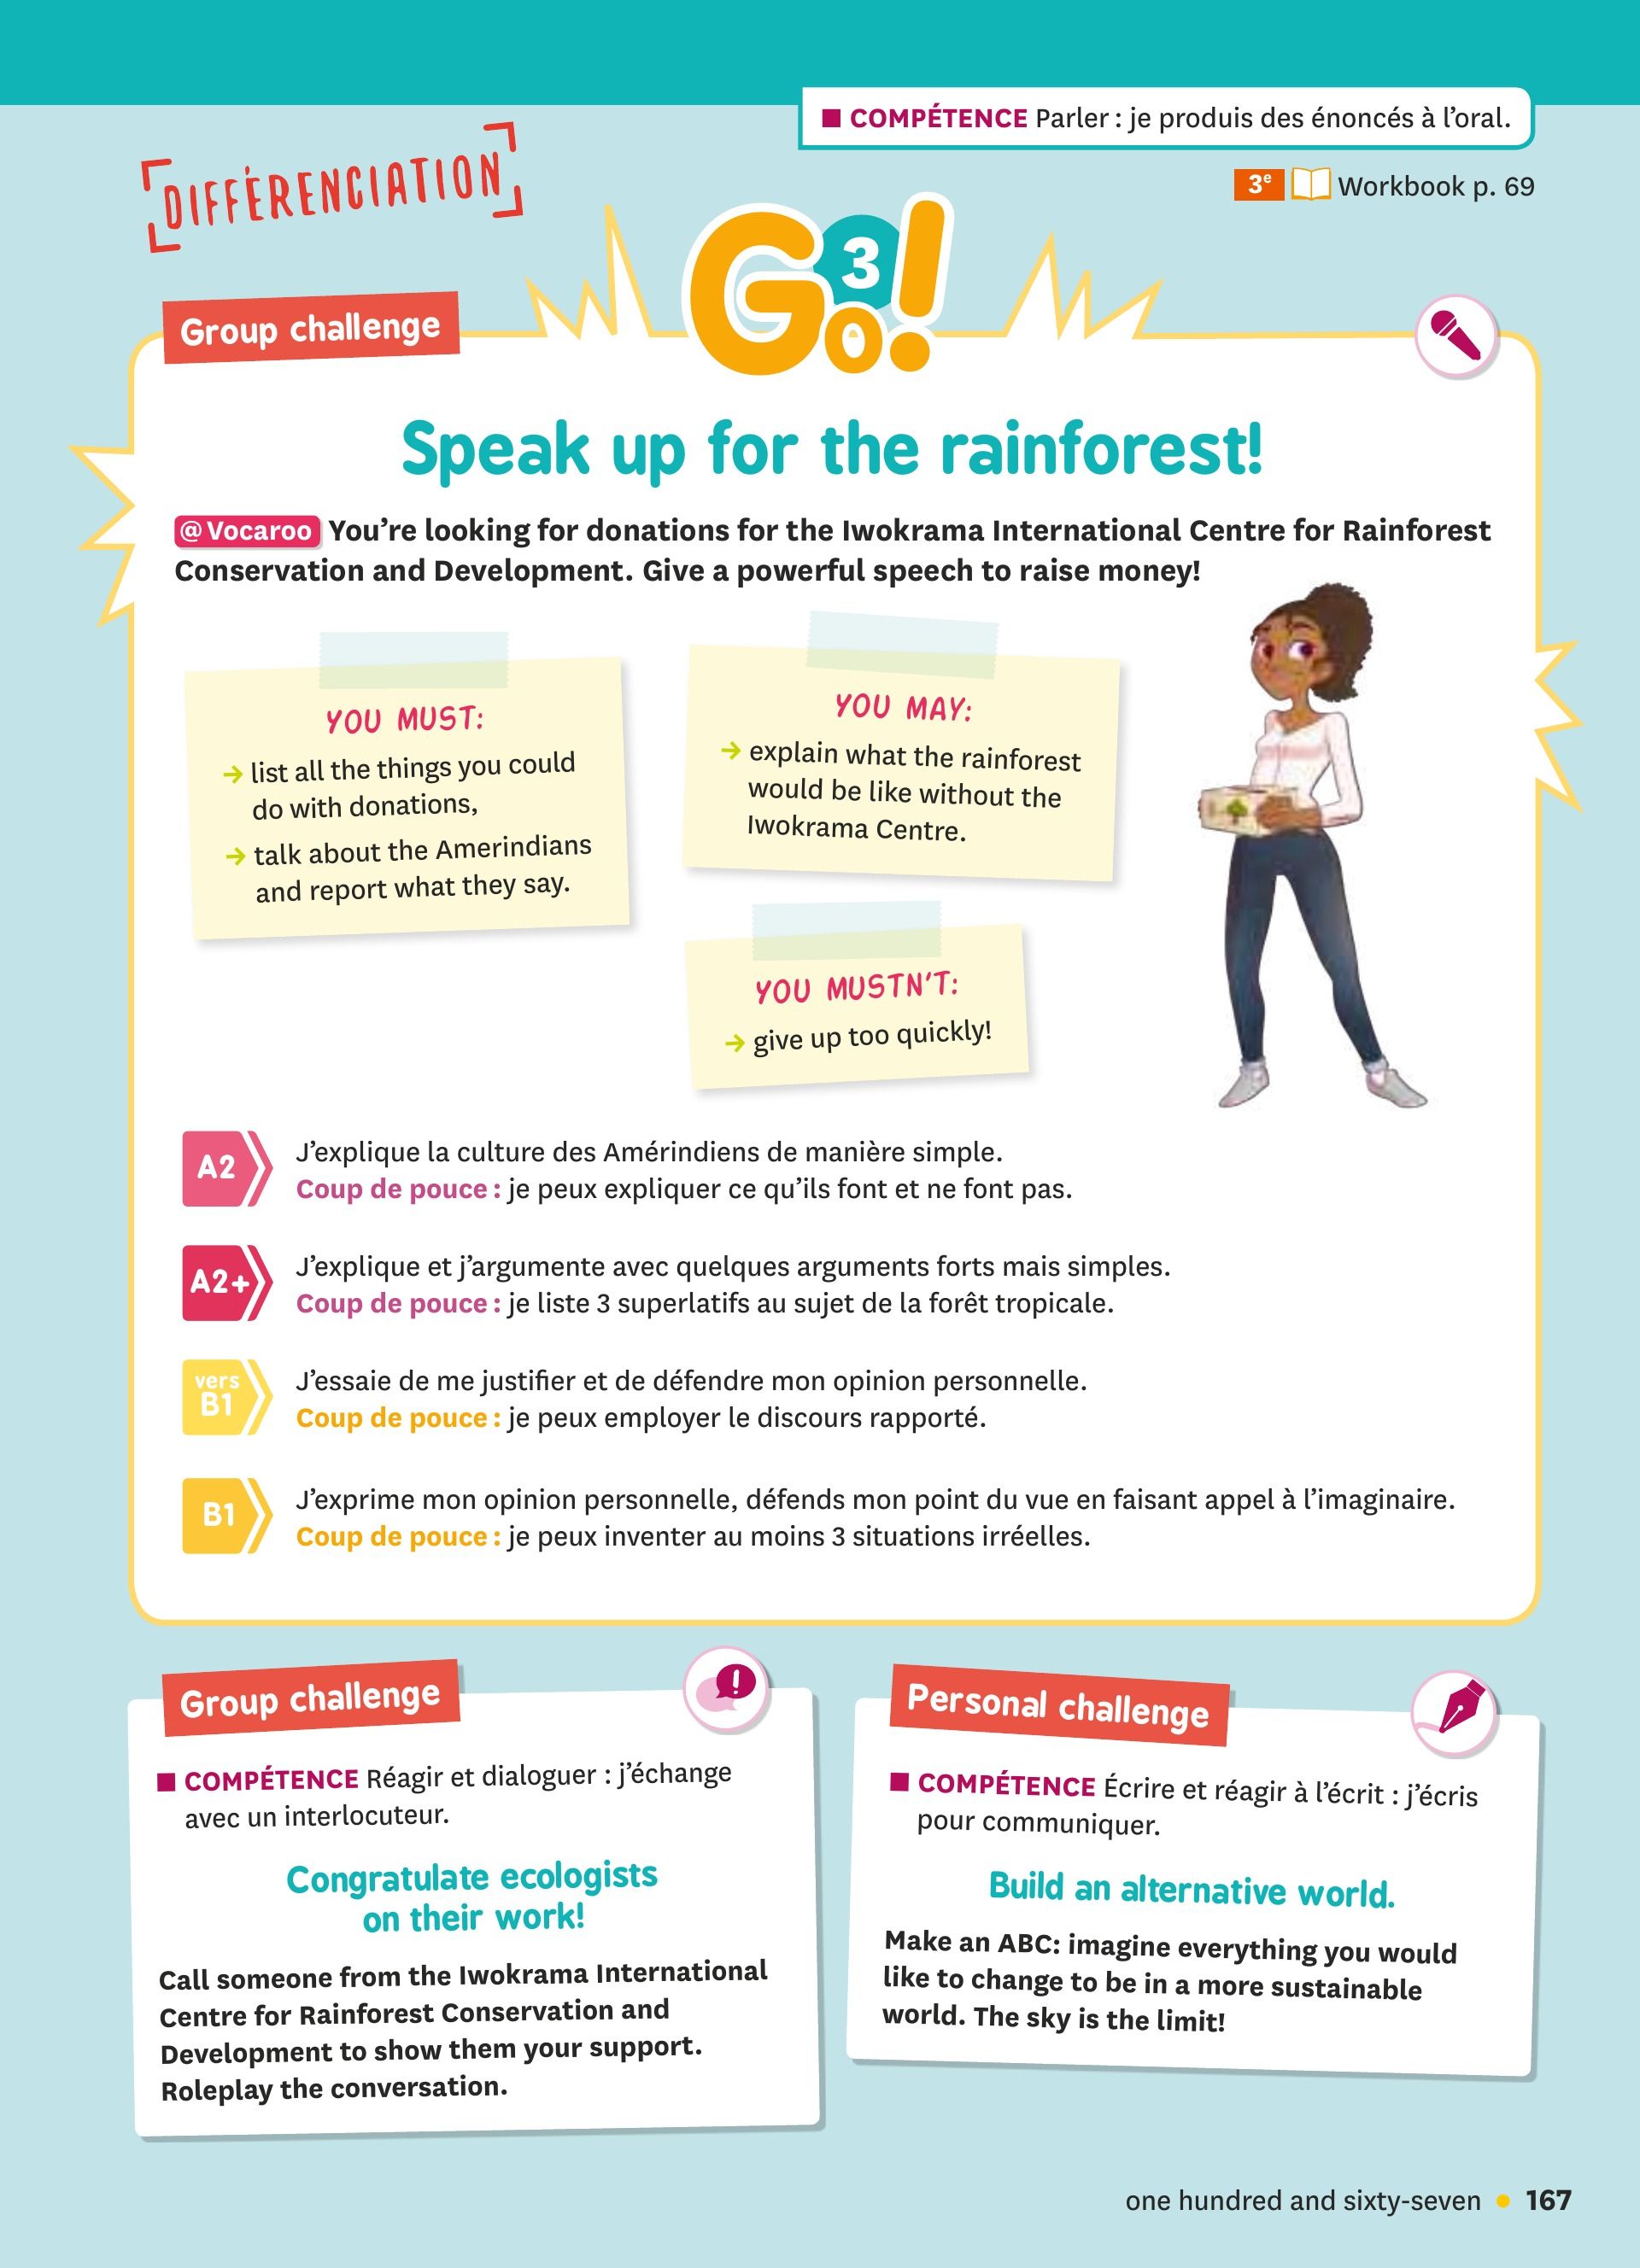 ■ COMPÉTENCE Parler : je produis des énoncés à l’oral.
DIFFÉRENCIATION
3e Workbook p. 69
Go!
3
Group challenge
Speak up for the rainforest!
@Vocaroo You’re looking for donations for the Iwokrama International Centre for Rainforest
Conservation and Development. Give a powerful speech to raise money!
YOU MUST:
→ list all the things you could
do with donations,
→ talk about the Amerindians
and report what they say.
YOU MAY:
→ explain what the rainforest
would be like without the
Iwokrama Centre.
YOU MUSTN’T:
→ give up too quickly!
A2
J’explique la culture des Amérindiens de manière simple.
Coup de pouce : je peux expliquer ce qu’ils font et ne font pas.
A2+
J’explique et j’argumente avec quelques arguments forts mais simples.
Coup de pouce : je liste 3 superlatifs au sujet de la forêt tropicale.
vers
B1
J’essaie de me justifier et de défendre mon opinion personnelle.
Coup de pouce : je peux employer le discours rapporté.
B1
J’exprime mon opinion personnelle, défends mon point du vue en faisant appel à l’imaginaire.
Coup de pouce : je peux inventer au moins 3 situations irréelles.
Group challenge
■ COMPÉTENCE Réagir et dialoguer : j’échange
avec un interlocuteur.
Congratulate ecologists
on their work!
Call someone from the Iwokrama International
Centre for Rainforest Conservation and
Development to show them your support.
Roleplay the conversation.
Personal challenge
■ COMPÉTENCE Écrire et réagir à l’écrit : j’écris
pour communiquer.
Build an alternative world.
Make an ABC: imagine everything you would
like to change to be in a more sustainable
world. The sky is the limit!
one hundred and sixty-seven • 167